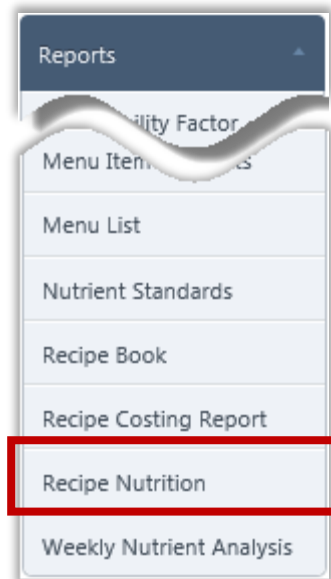 Reports
Factor
Menu Item
Menu List
Nutrient Standards
Recipe Book
Recipe Costing Report
Recipe Nutrition
Weekly Nutrient Analysis